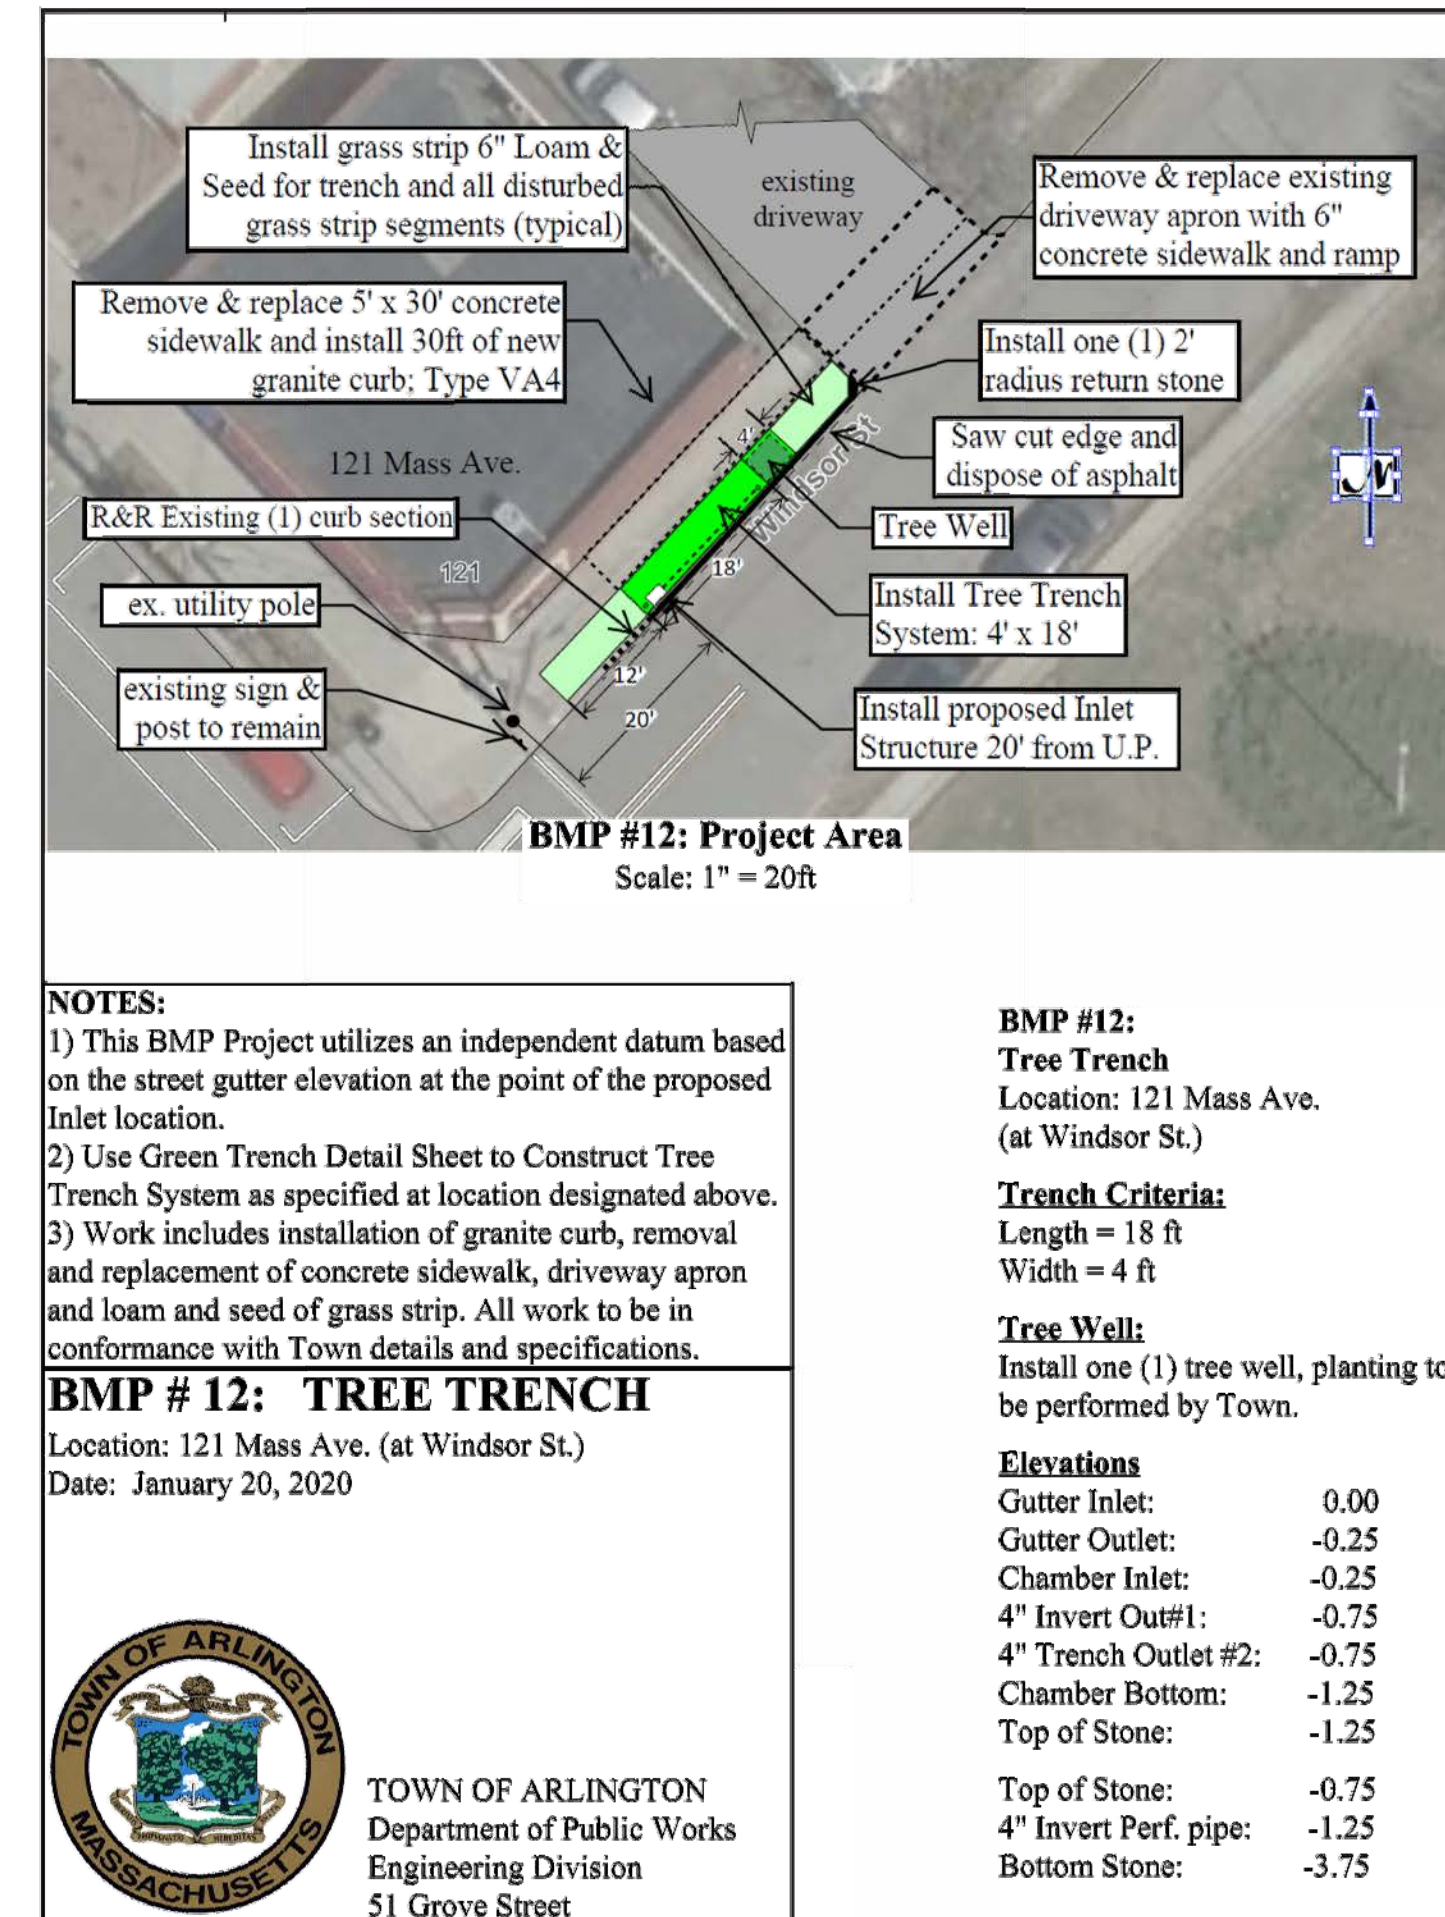 Install grass strip 6" Loam &
Seed for trench and all disturbed
grass strip segments (typical)
existing
driveway
Remove & replace existing
driveway apron with 6"
concrete sidewalk and ramp
Remove & replace 5' x 30' concrete
sidewalk and install 30ft of new
granite curb; Type VA4
Install one (1) 2'
radius return stone
Saw cut edge and
dispose of asphalt
4'
Windsor St
121 Mass Ave.
R&R Existing (1) curb section
Tree Well
121
18'
ex. utility pole
Install Tree Trench
System: 4' x 18'
existing sign &
post to remain
12'
20'
Install proposed Inlet
Structure 20' from U.P.
N
BMP #12: Project Area
Scale: 1" = 20ft
NOTES:
1) This BMP Project utilizes an independent datum based
on the street gutter elevation at the point of the proposed
Inlet location.
2) Use Green Trench Detail Sheet to Construct Tree
Trench System as specified at location designated above.
3) Work includes installation of granite curb, removal
and replacement of concrete sidewalk, driveway apron
and loam and seed of grass strip. All work to be in
conformance with Town details and specifications.
BMP # 12: TREE TRENCH
Location: 121 Mass Ave. (at Windsor St.)
Date: January 20, 2020
TOWN OF ARLINGTON
MASSACHUSETTS
TOWN OF ARLINGTON
Department of Public Works
Engineering Division
51 Grove Street
BMP #12:
Tree Trench
Location: 121 Mass Ave.
(at Windsor St.)
Trench Criteria:
Length = 18 ft
Width = 4 ft
Tree Well:
Install one (1) tree well, planting to
be performed by Town.
Elevations
Gutter Inlet: 0.00
Gutter Outlet: -0.25
Chamber Inlet: -0.25
4" Invert Out#1: -0.75
4" Trench Outlet #2: -0.75
Chamber Bottom: -1.25
Top of Stone: -1.25
Top of Stone: -0.75
4" Invert Perf. pipe: -1.25
Bottom Stone: -3.75